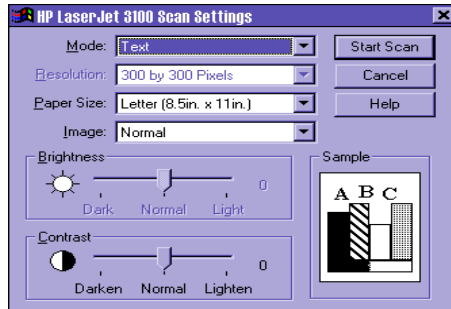 HP LaserJet 3100 Scan Settings
Mode: Text
Start Scan
Resolution: 300 by 300 Pixels
Cancel
Paper Size: Letter (8.5in. x 11in.)
Help
Image: Normal
Brightness
0
Dark Normal Light
Contrast
0
Darken Normal Lighten
Sample
A B C